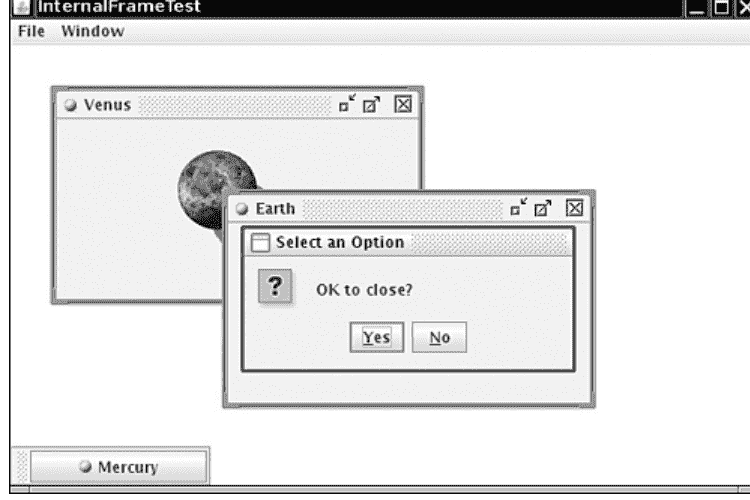 InternalFrameTest
File Window
Venus
Earth
Select an Option
?
OK to close?
Yes No
Mercury